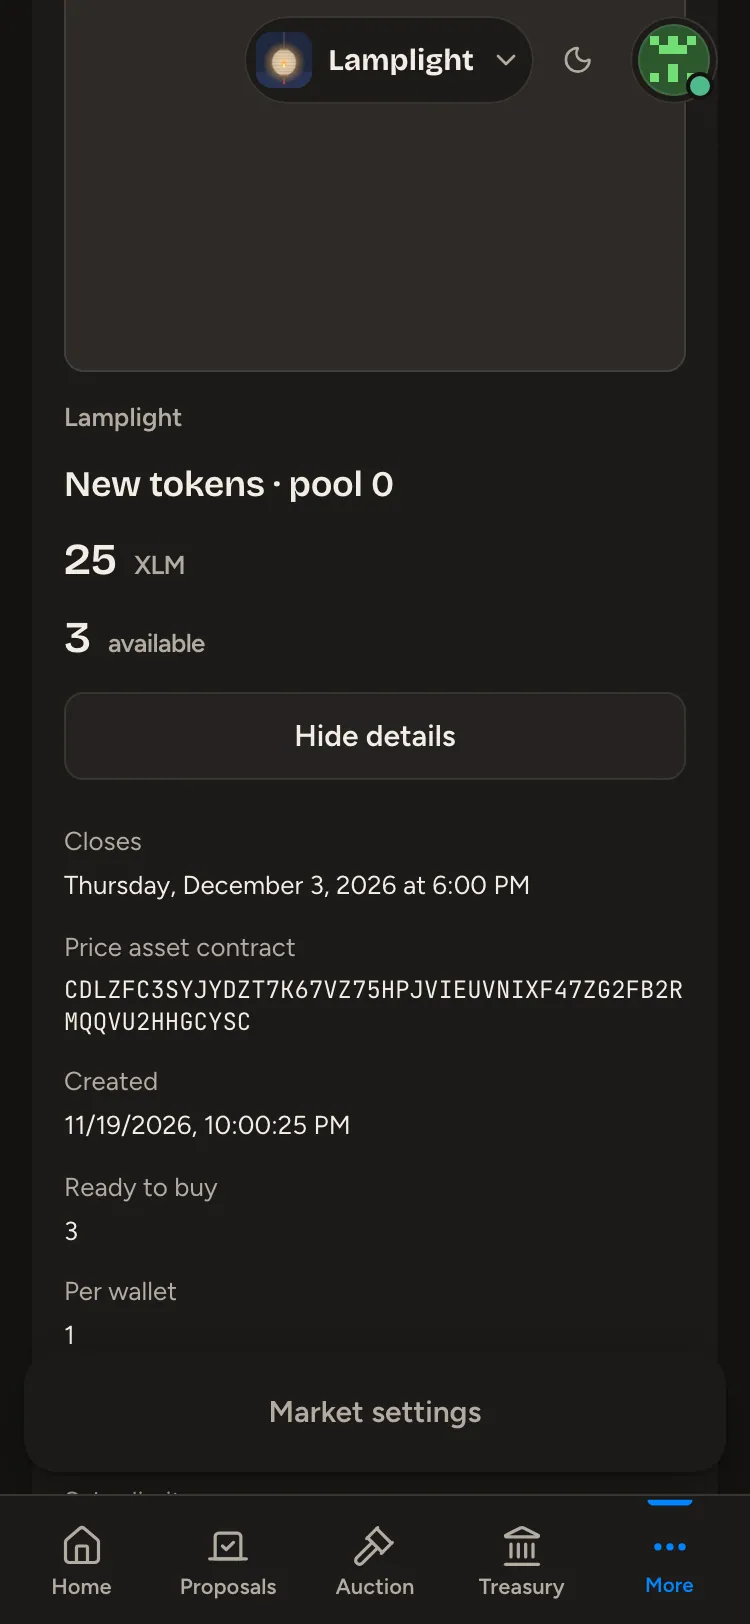 Lamplight
Lamplight
New tokens · pool 0
25 XLM
3 available
Hide details
Closes
Thursday, December 3, 2026 at 6:00 PM
Price asset contract
CDLZFC3SYJYDZT7K67VZ75HPJVIEUVNIXF47ZG2FB2R
MQQVU2HHGCYSC
Created
11/19/2026, 10:00:25 PM
Ready to buy
3
Per wallet
1
Market settings
Home
Proposals
Auction
Treasury
More